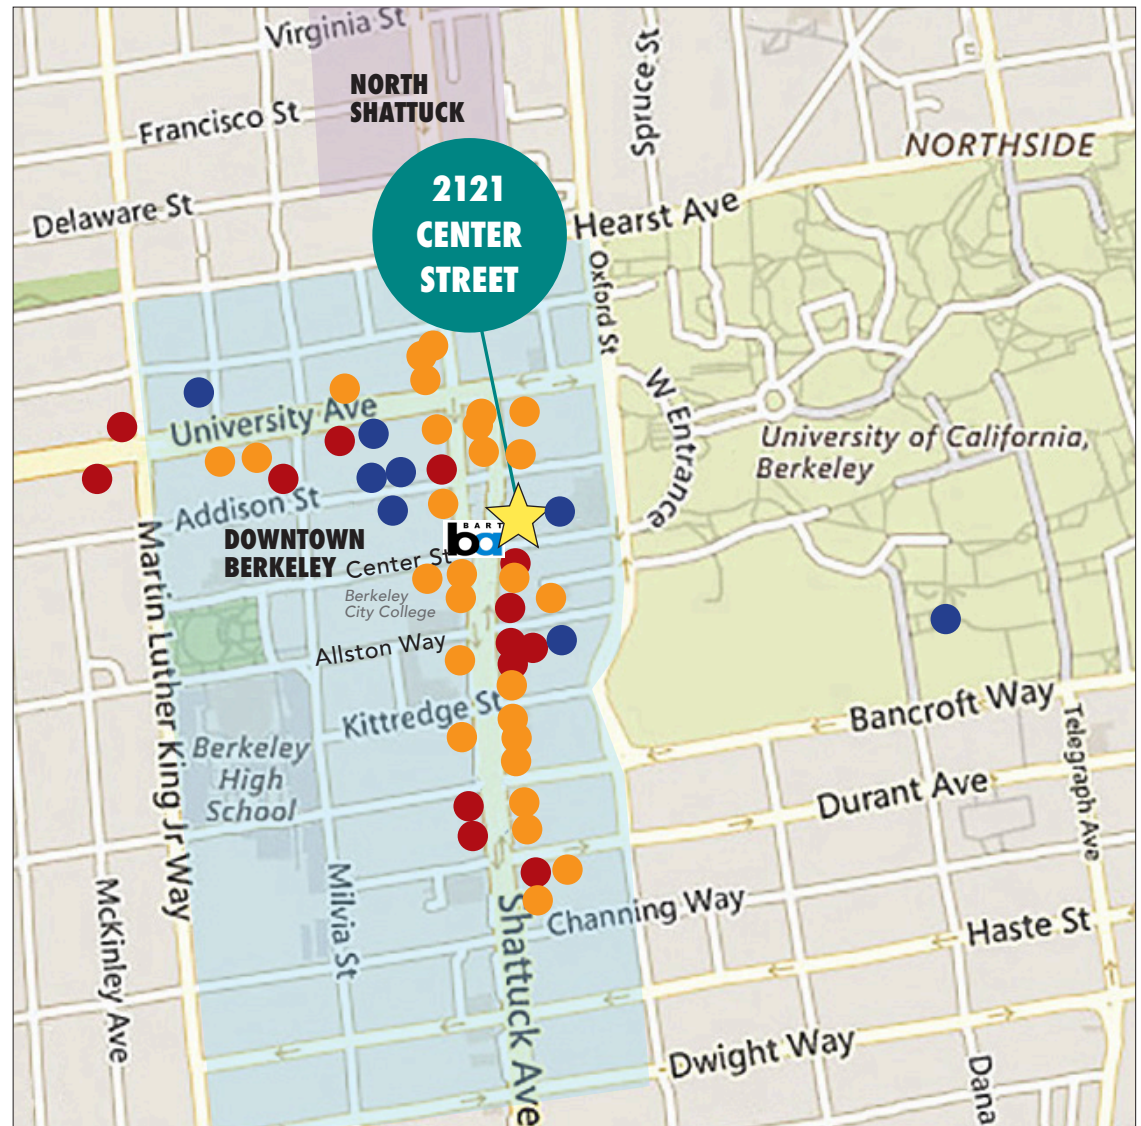 Virginia St
NORTH
SHATTUCK
Spruce St
Francisco St
NORTHSIDE
2121
CENTER
STREET
Delaware St
Hearst Ave
Oxford St
W Entrance
University Ave
University of California,
Berkeley
Addison St
BART
ba
DOWNTOWN
BERKELEY
Center St
Berkeley
City College
Allston Way
Martin Luther King Jr Way
Kittredge St
Bancroft Way
Telegraph Ave
Berkeley
High
School
Durant Ave
McKinley Ave
Milvia St
Shattuck Ave
Channing Way
Haste St
Dwight Way
Dana